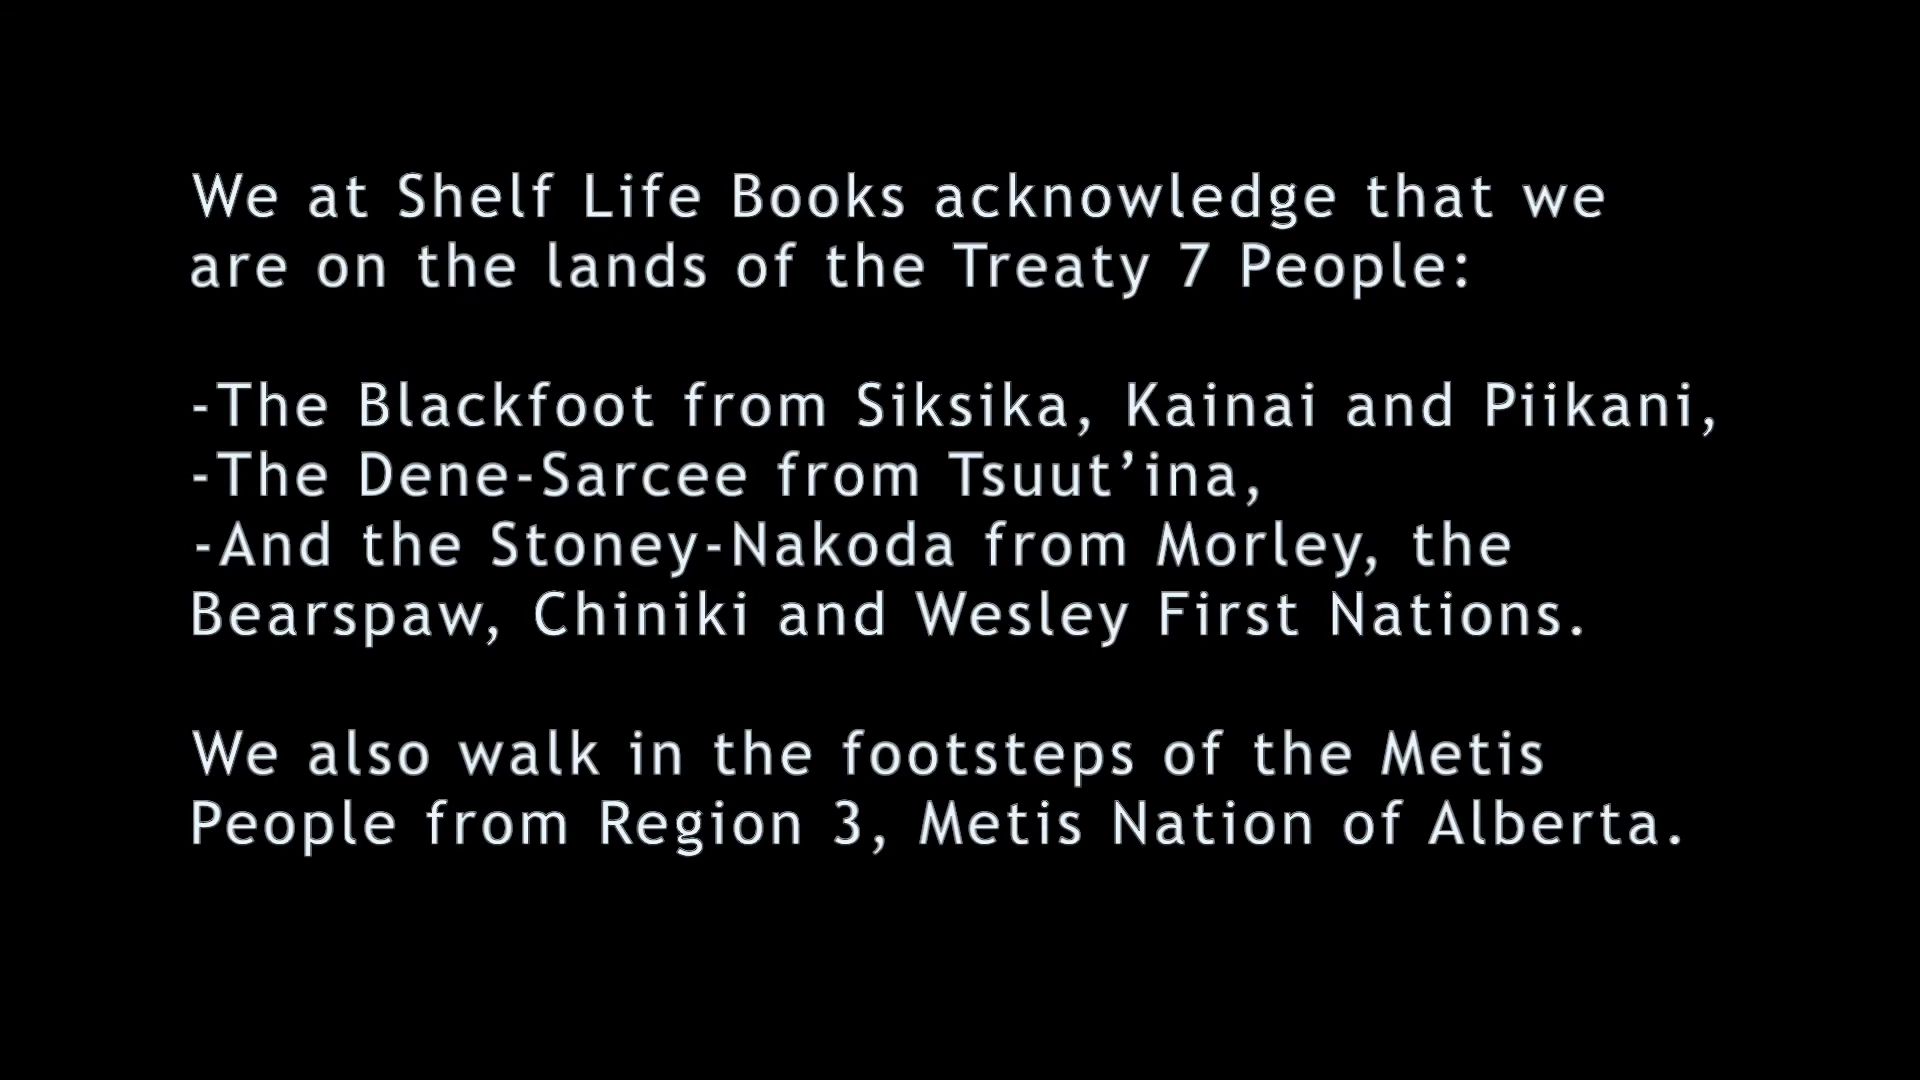 We at Shelf Life Books acknowledge that we
are on the lands of the Treaty 7 People:
-The Blackfoot from Siksika, Kainai and Piikani,
-The Dene-Sarcee from Tsuut’ina,
-And the Stoney-Nakoda from Morley, the
Bearspaw, Chiniki and Wesley First Nations.
We also walk in the footsteps of the Metis
People from Region 3, Metis Nation of Alberta.